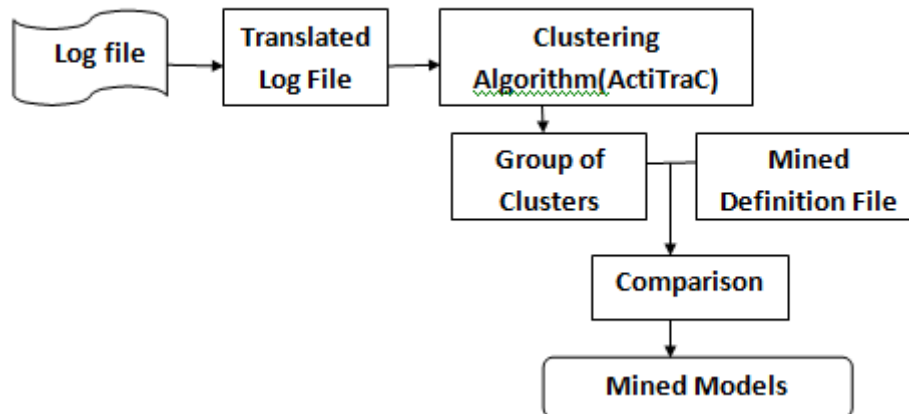 Log file
Translated
Log File
Clustering
Algorithm(ActiTraC)
Group of
Clusters
Mined
Definition File
Comparison
Mined Models